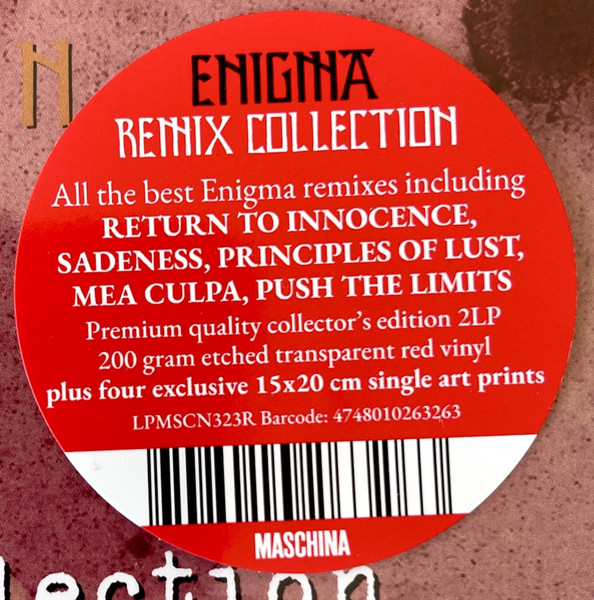 N
ENIGMA
REMIX COLLECTION
All the best Enigma remixes including
RETURN TO INNOCENCE,
SADENESS, PRINCIPLES OF LUST,
MEA CULPA, PUSH THE LIMITS
Premium quality collector's edition 2LP
200 gram etched transparent red vinyl
plus four exclusive 15x20 cm single art prints
LPMSCN323R Barcode: 4748010263263
MASCHINA
lection